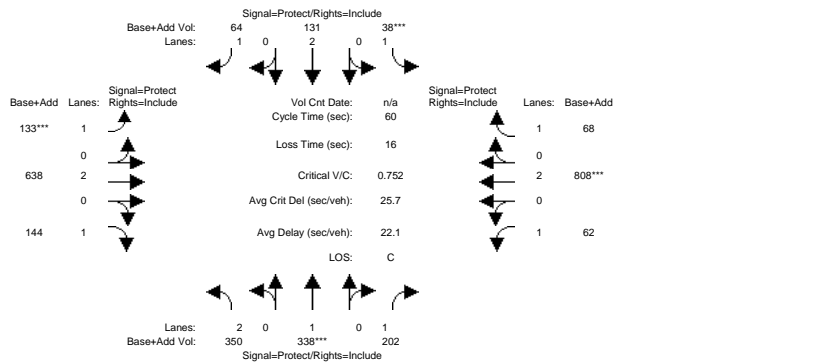 Signal=Protect/Rights=Include
Base+Add Vol: 64 131 38***
Lanes: 1 0 2 0 1
Signal=Protect
Signal=Protect
Base+Add Lanes: Rights=Include Vol Cnt Date: n/a Rights=Include Lanes: Base+Add
Cycle Time (sec): 60
133*** 1 1 68
Loss Time (sec): 16
0 0
638 2 Critical V/C: 0.752 2 808***
0 Avg Crit Del (sec/veh): 25.7 0
144 1 Avg Delay (sec/veh): 22.1 1 62
LOS: C
Lanes: 2 0 1 0 1
Base+Add Vol: 350 338*** 202
Signal=Protect/Rights=Include